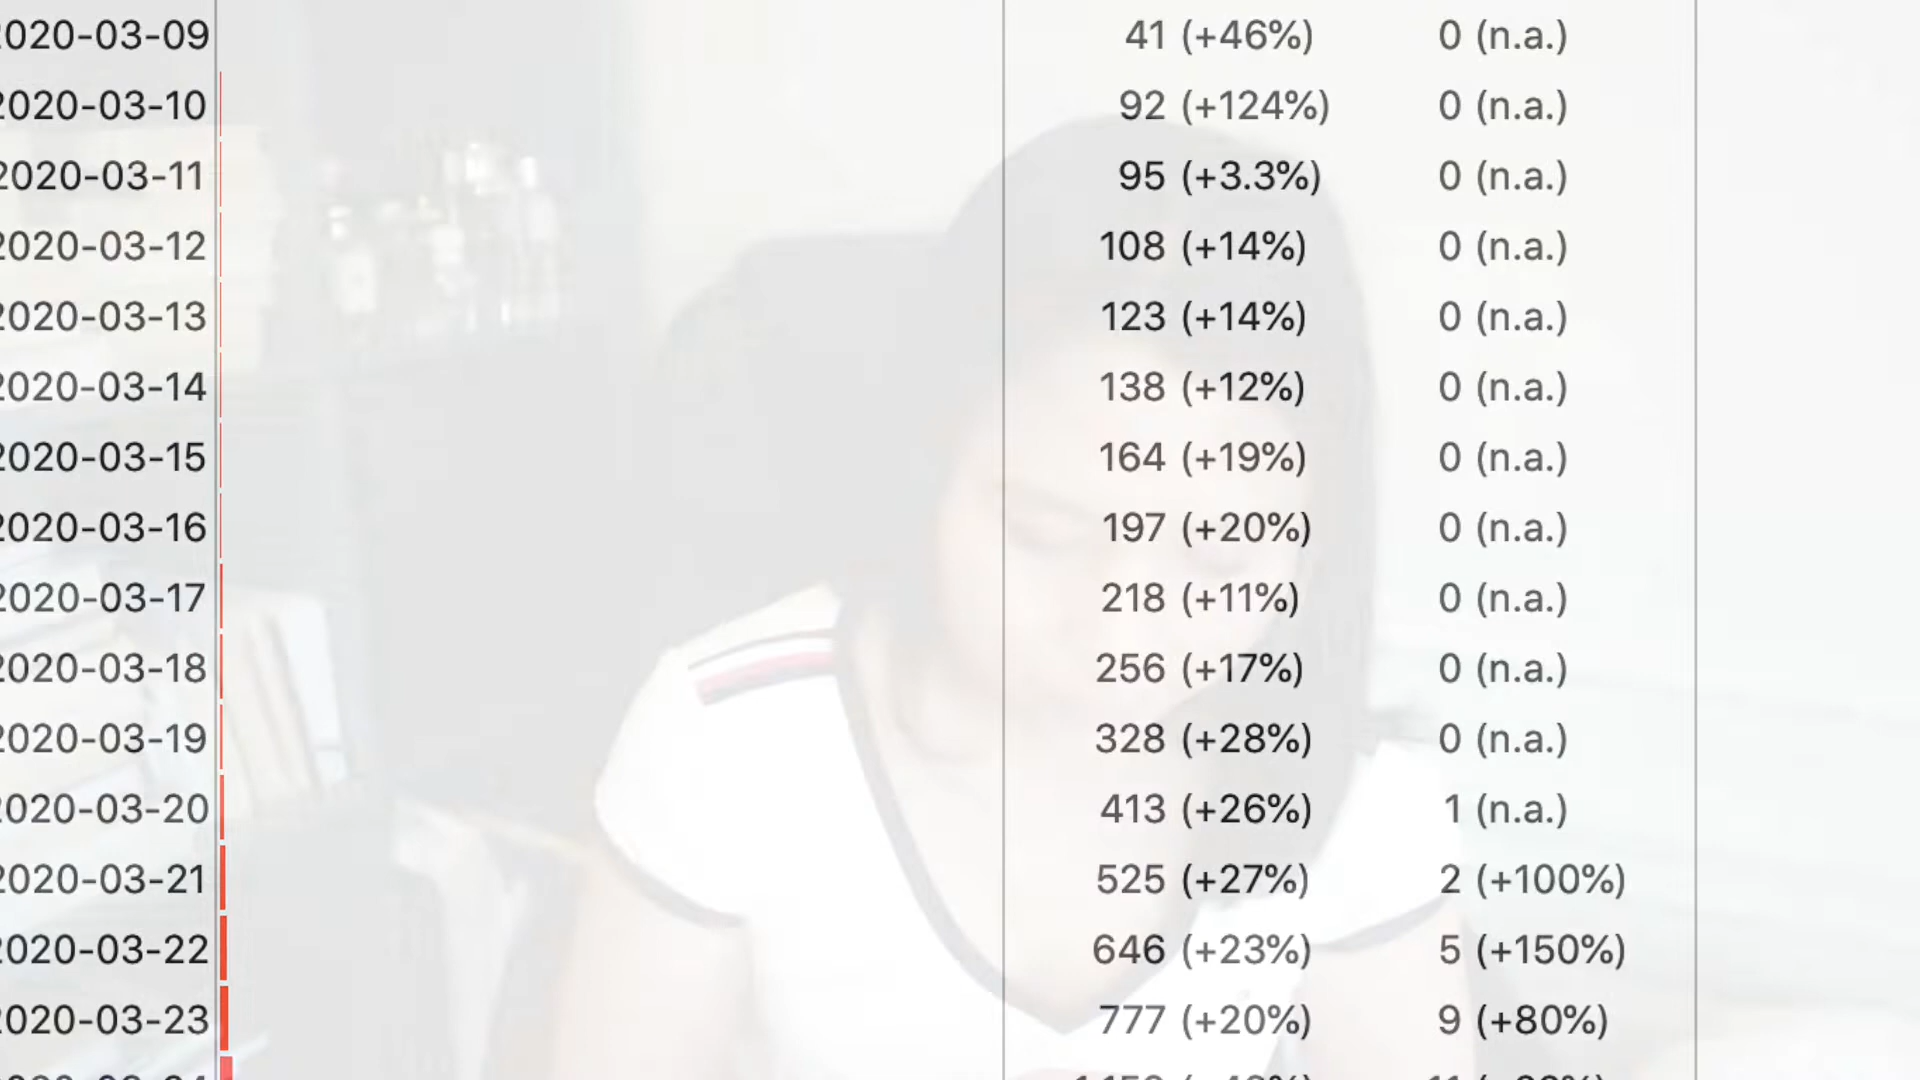 2020-03-09 41 (+46%) 0 (n.a.)
2020-03-10 92 (+124%) 0 (n.a.)
2020-03-11 95 (+3.3%) 0 (n.a.)
2020-03-12 108 (+14%) 0 (n.a.)
2020-03-13 123 (+14%) 0 (n.a.)
2020-03-14 138 (+12%) 0 (n.a.)
2020-03-15 164 (+19%) 0 (n.a.)
2020-03-16 197 (+20%) 0 (n.a.)
2020-03-17 218 (+11%) 0 (n.a.)
2020-03-18 256 (+17%) 0 (n.a.)
2020-03-19 328 (+28%) 0 (n.a.)
2020-03-20 413 (+26%) 1 (n.a.)
2020-03-21 525 (+27%) 2 (+100%)
2020-03-22 646 (+23%) 5 (+150%)
2020-03-23 777 (+20%) 9 (+80%)